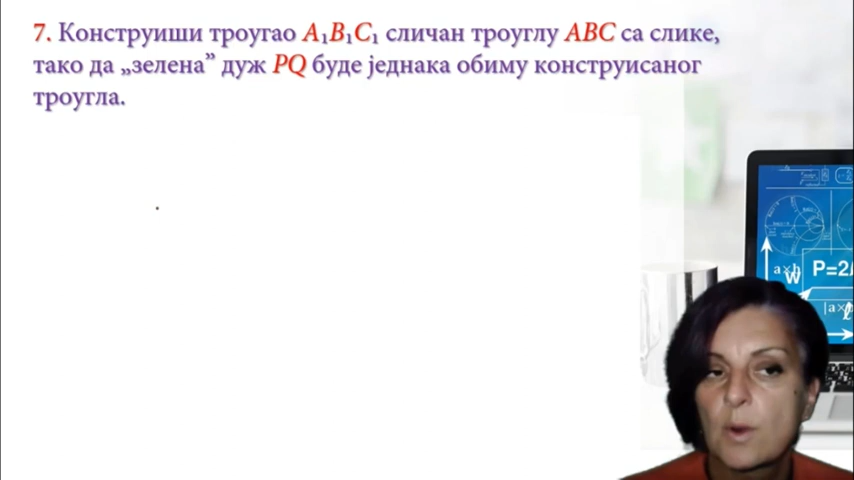 7. Конструиши троугао A₁B₁C₁ сличан троуглу ABC са слике,
тако да „зелена” дуж PQ буде једнака обиму конструисаног
троугла.
a×b
P=2
W
|a×